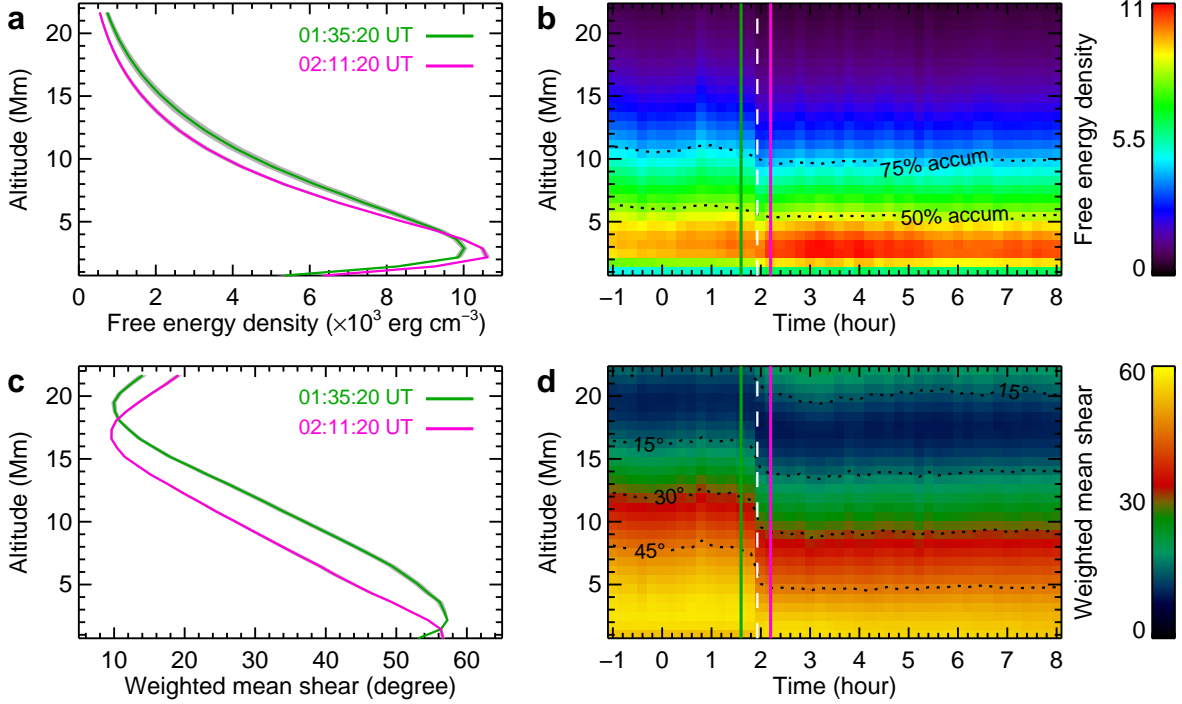 a
01:35:20 UT
02:11:20 UT
20
15
10
5
Altitude (Mm)
0 2 4 6 8 10
Free energy density (×10³ erg cm⁻³)
b
75% accum.
50% accum.
20
15
10
5
Altitude (Mm)
−1 0 1 2 3 4 5 6 7 8
Time (hour)
11
5.5
0
Free energy density
c
01:35:20 UT
02:11:20 UT
20
15
10
5
Altitude (Mm)
10 20 30 40 50 60
Weighted mean shear (degree)
d
15°
15°
30°
45°
20
15
10
5
Altitude (Mm)
−1 0 1 2 3 4 5 6 7 8
Time (hour)
60
30
0
Weighted mean shear